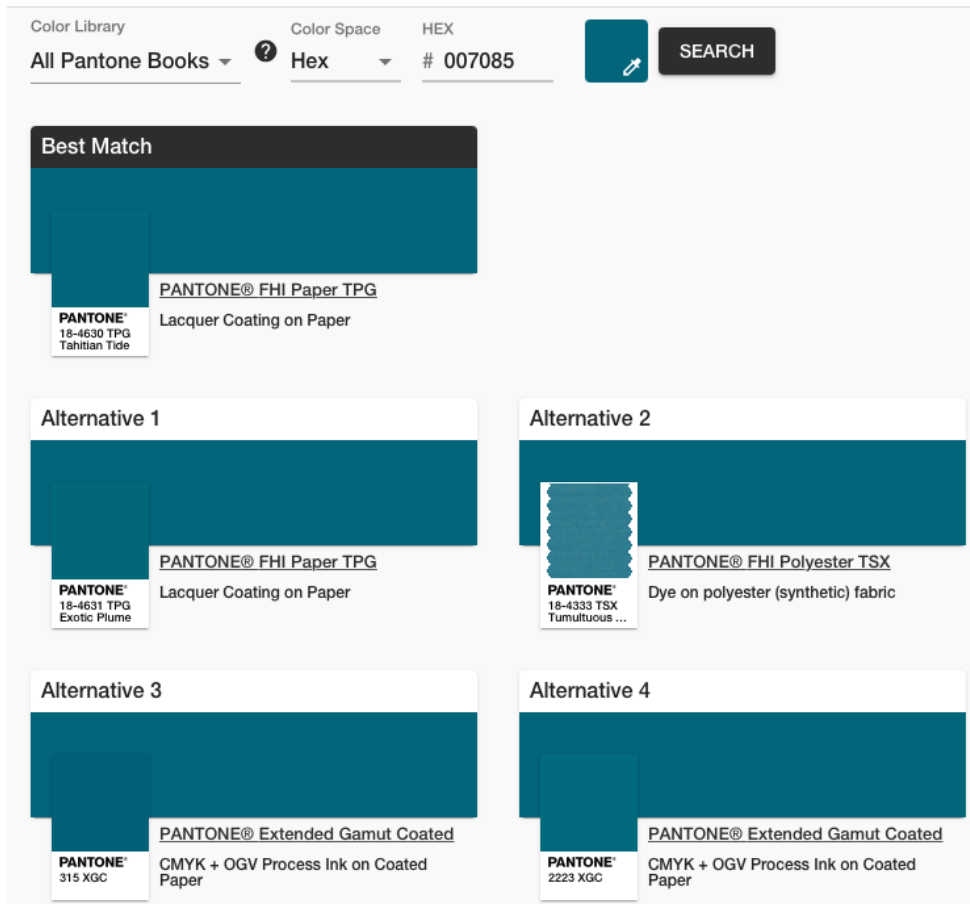 Color Library
Color Space
HEX
All Pantone Books
?
Hex
# 007085
SEARCH
Best Match
PANTONE® FHI Paper TPG
Lacquer Coating on Paper
PANTONE®
18-4630 TPG
Tahitian Tide
Alternative 1
PANTONE® FHI Paper TPG
Lacquer Coating on Paper
PANTONE®
18-4631 TPG
Exotic Plume
Alternative 2
PANTONE® FHI Polyester TSX
Dye on polyester (synthetic) fabric
PANTONE®
18-4333 TSX
Tumultuous ...
Alternative 3
PANTONE® Extended Gamut Coated
CMYK + OGV Process Ink on Coated
Paper
PANTONE®
315 XGC
Alternative 4
PANTONE® Extended Gamut Coated
CMYK + OGV Process Ink on Coated
Paper
PANTONE®
2223 XGC